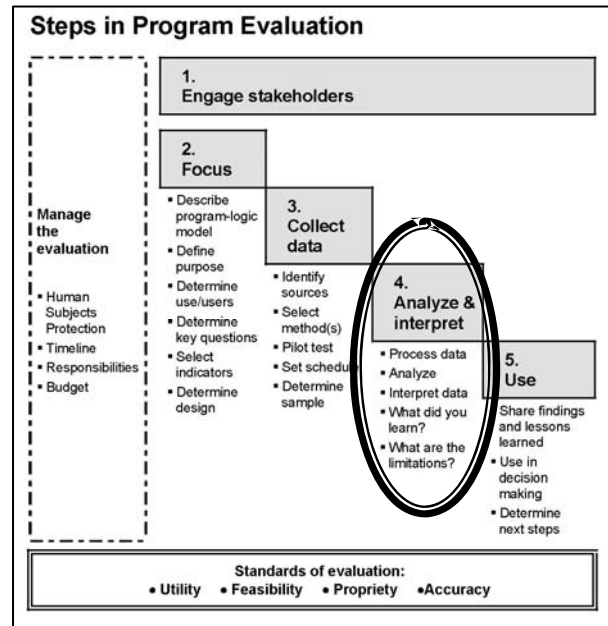 Steps in Program Evaluation
1.
Engage stakeholders
Manage
the
evaluation
▪ Human
Subjects
Protection
▪ Timeline
▪ Responsibilities
▪ Budget
2.
Focus
▪ Describe
program-logic
model
▪ Define
purpose
▪ Determine
use/users
▪ Determine
key questions
▪ Select
indicators
▪ Determine
design
3.
Collect
data
▪ Identify
sources
▪ Select
method(s)
▪ Pilot test
▪ Set schedule
▪ Determine
sample
4.
Analyze &
interpret
▪ Process data
▪ Analyze
▪ Interpret data
▪ What did you
learn?
▪ What are the
limitations?
5.
Use
Share findings
and lessons
learned
▪ Use in
decision
making
▪ Determine
next steps
Standards of evaluation:
• Utility • Feasibility • Propriety •Accuracy